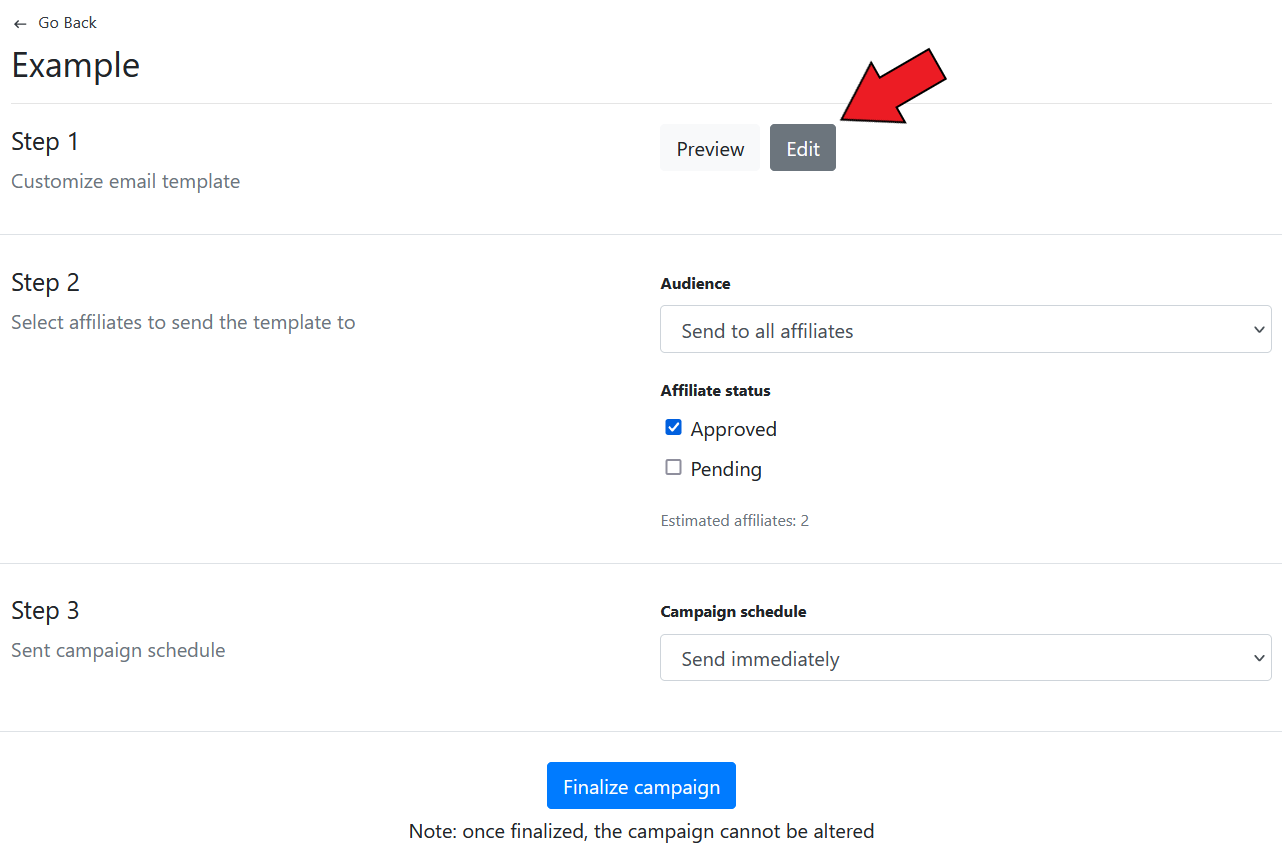 ← Go Back
Example
Step 1
Customize email template
Preview
Edit
Step 2
Select affiliates to send the template to
Audience
Send to all affiliates
Affiliate status
Approved
Pending
Estimated affiliates: 2
Step 3
Sent campaign schedule
Campaign schedule
Send immediately
Finalize campaign
Note: once finalized, the campaign cannot be altered